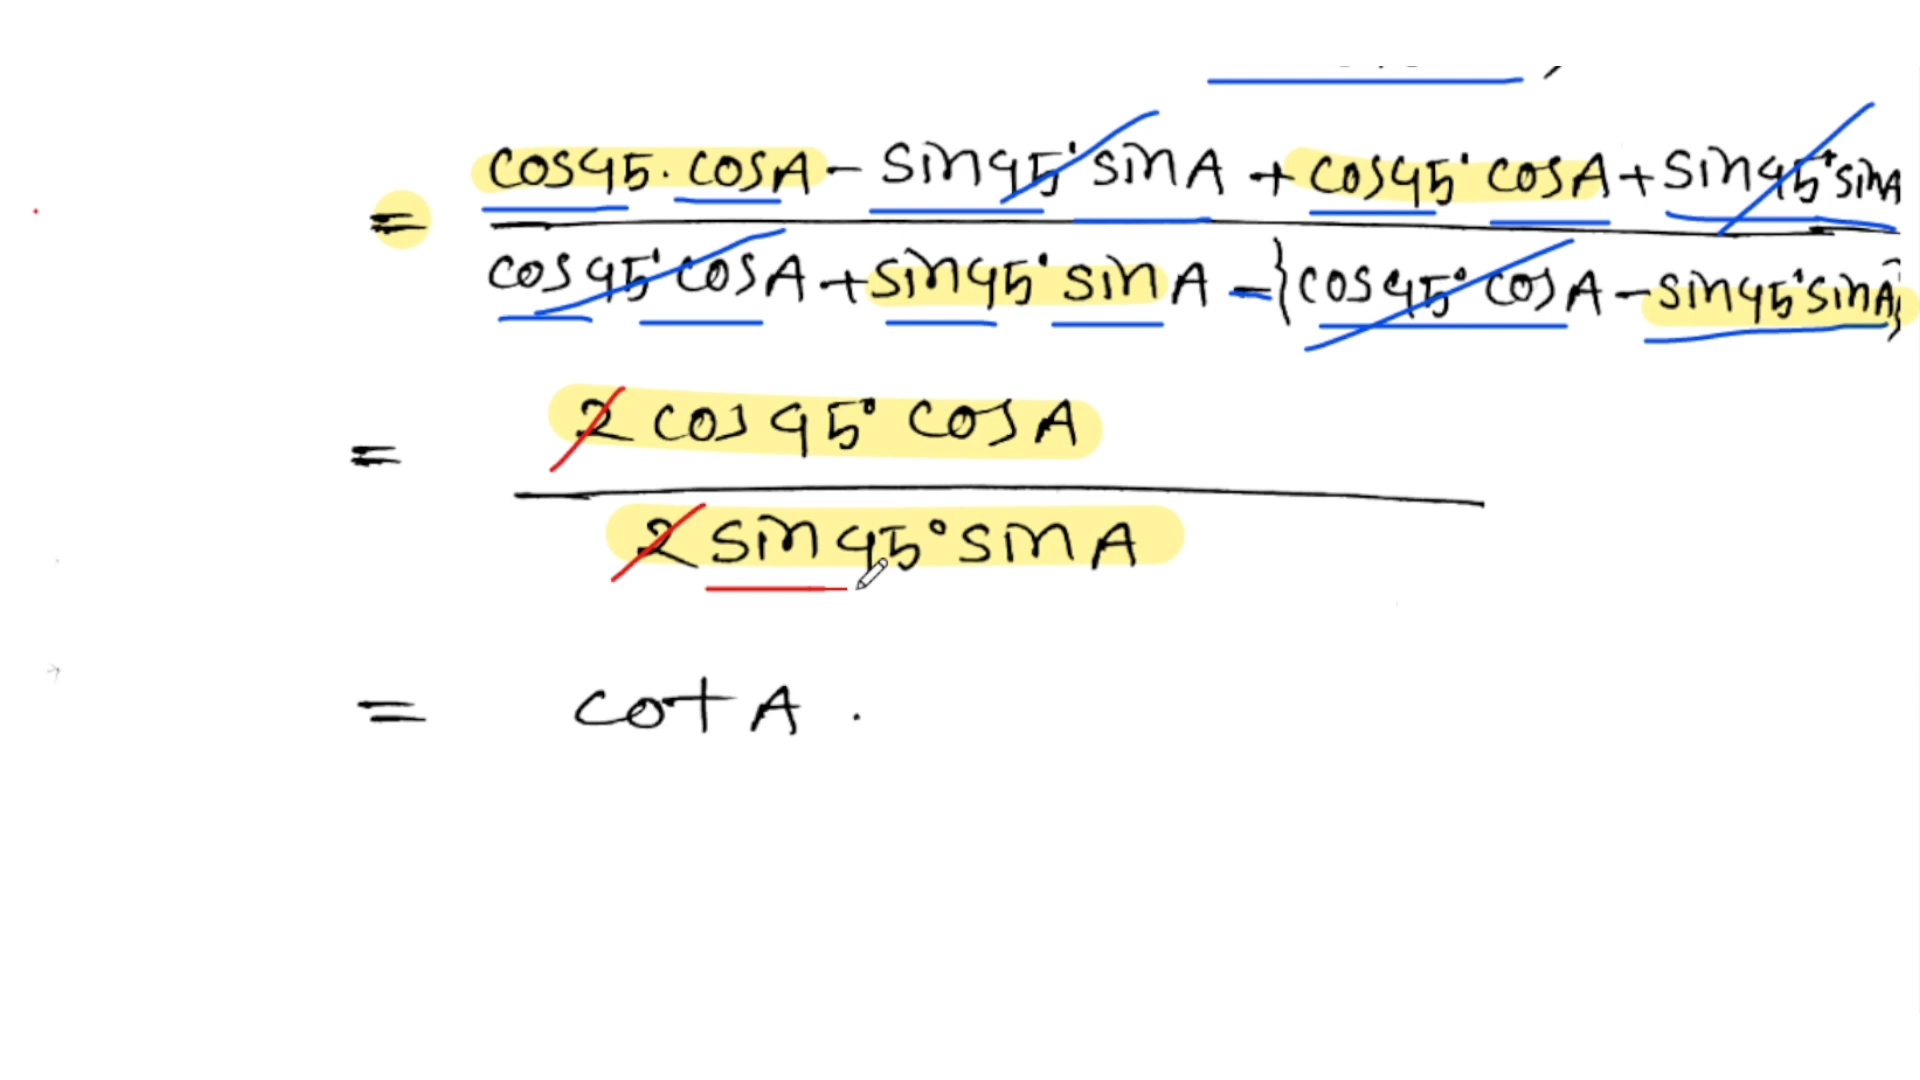 = cos45. cosA - sin45° sinA + cos45° cosA + sin45° sinA
cos45° cosA + sin45° sinA - {cos45° cosA - sin45° sinA}
= 2 cos45° cosA
2 sin45° sinA
= cot A .